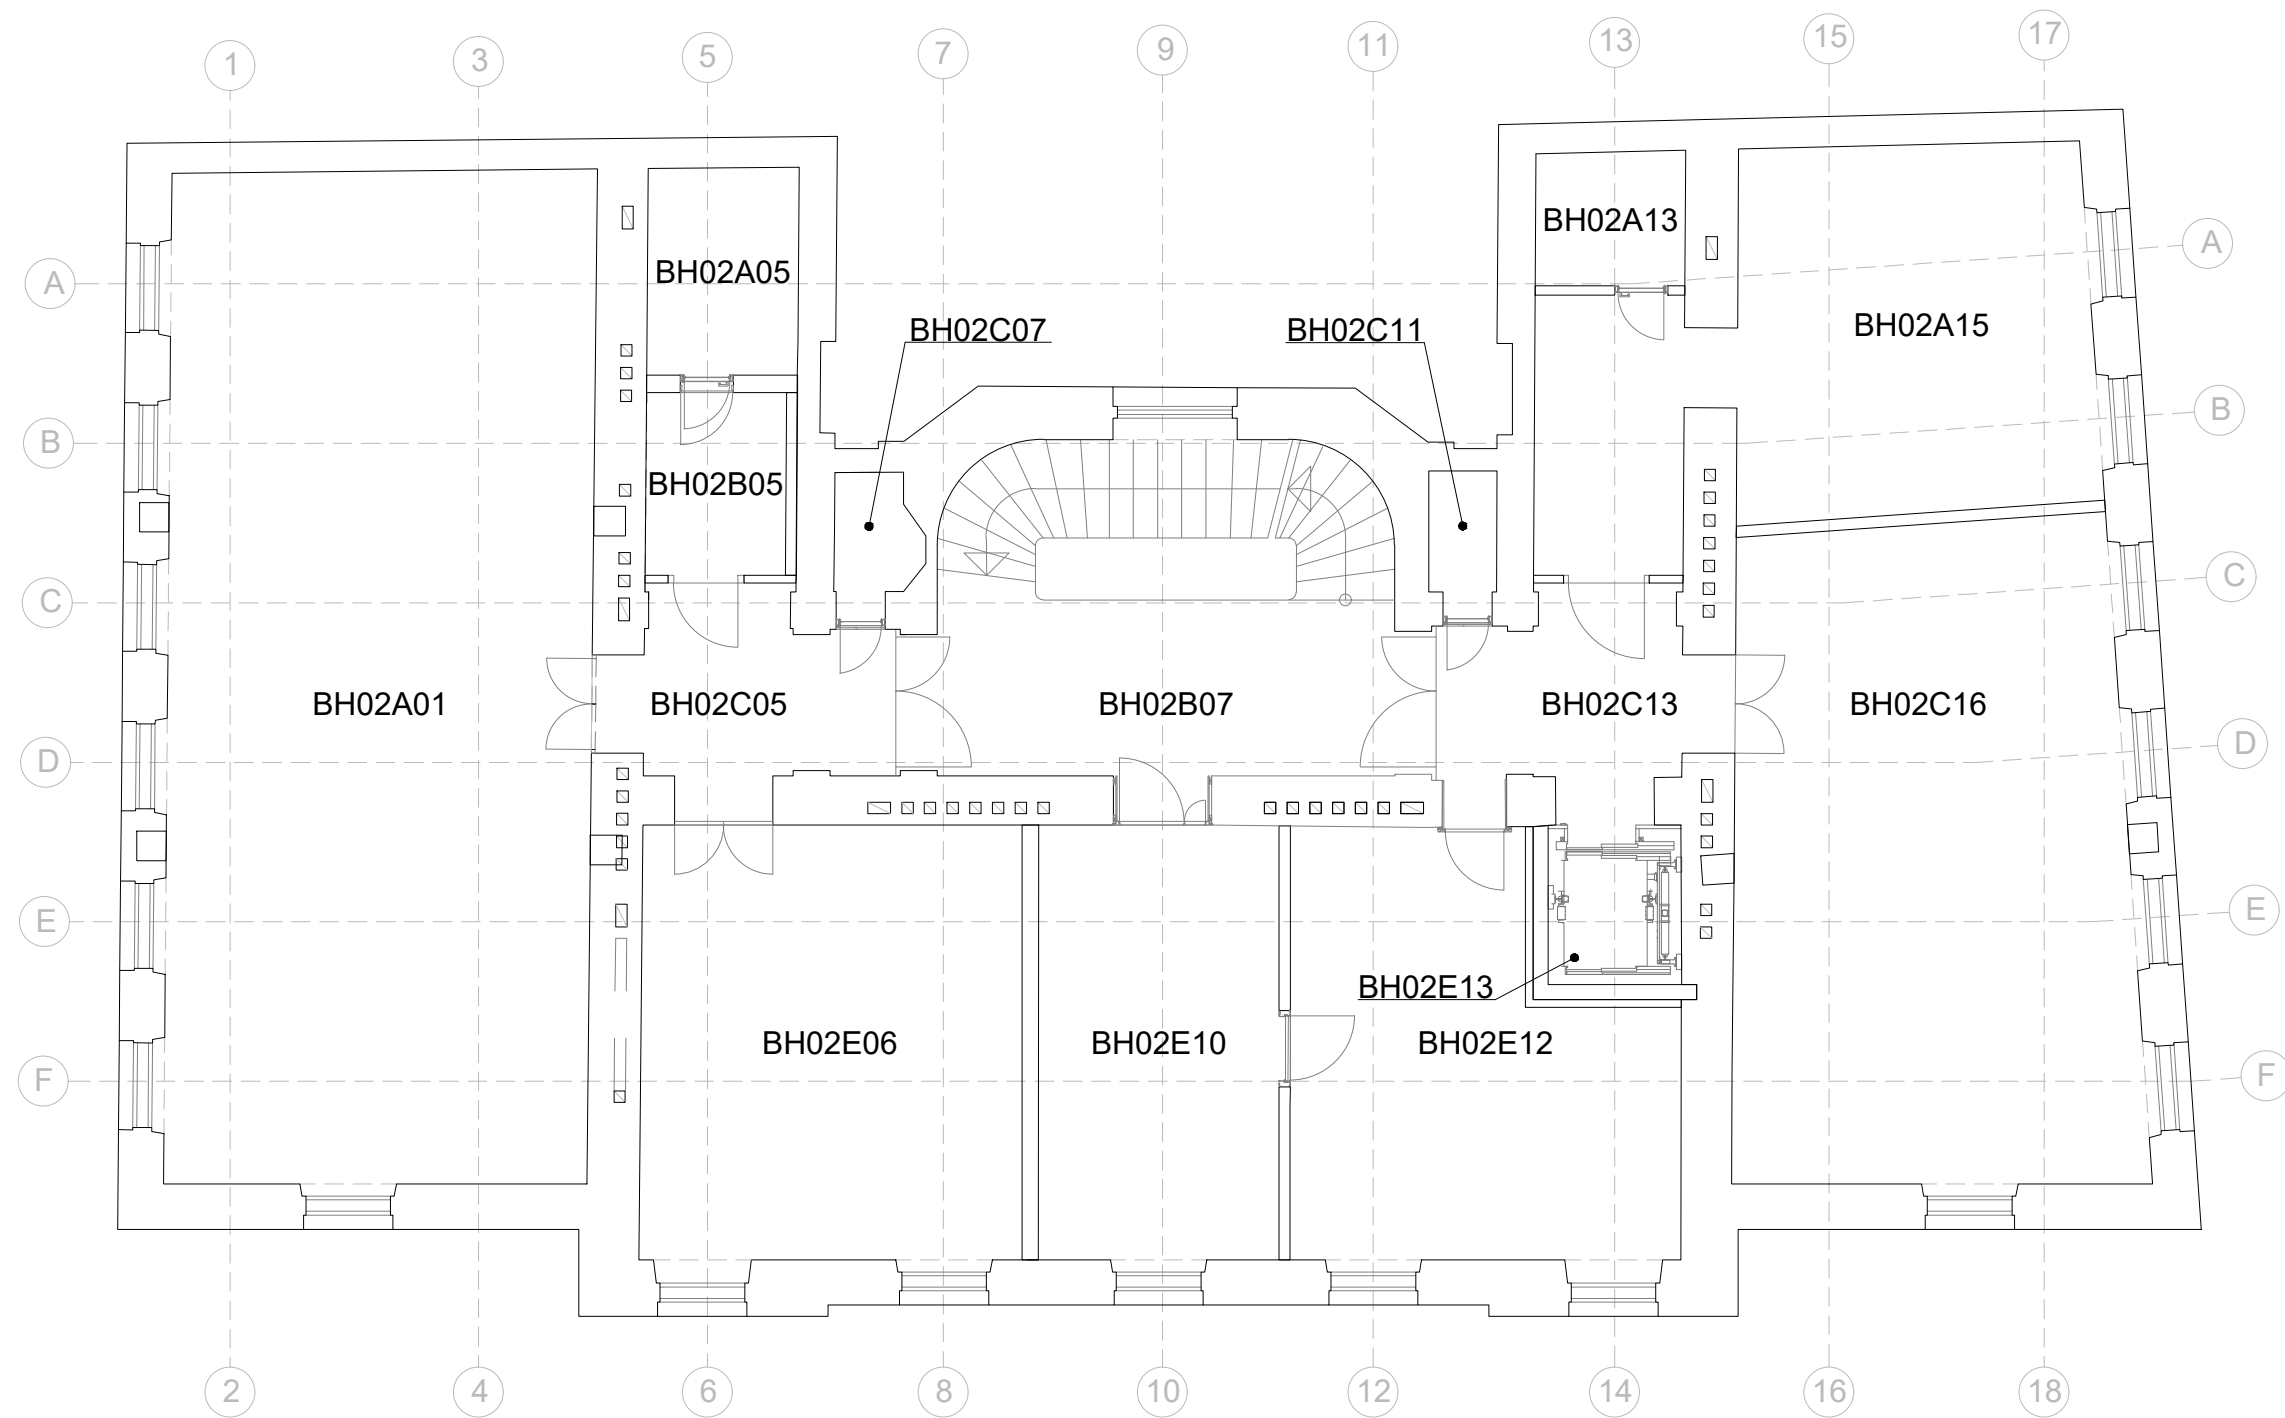 1 3 5 7 9 11 13 15 17
BH02A13
A BH02A05 A
BH02C07 BH02C11 BH02A15
B B
BH02B05
C C
BH02A01 BH02C05 BH02B07 BH02C13 BH02C16
D D
E E
BH02E13
BH02E06 BH02E10 BH02E12
F F
2 4 6 8 10 12 14 16 18